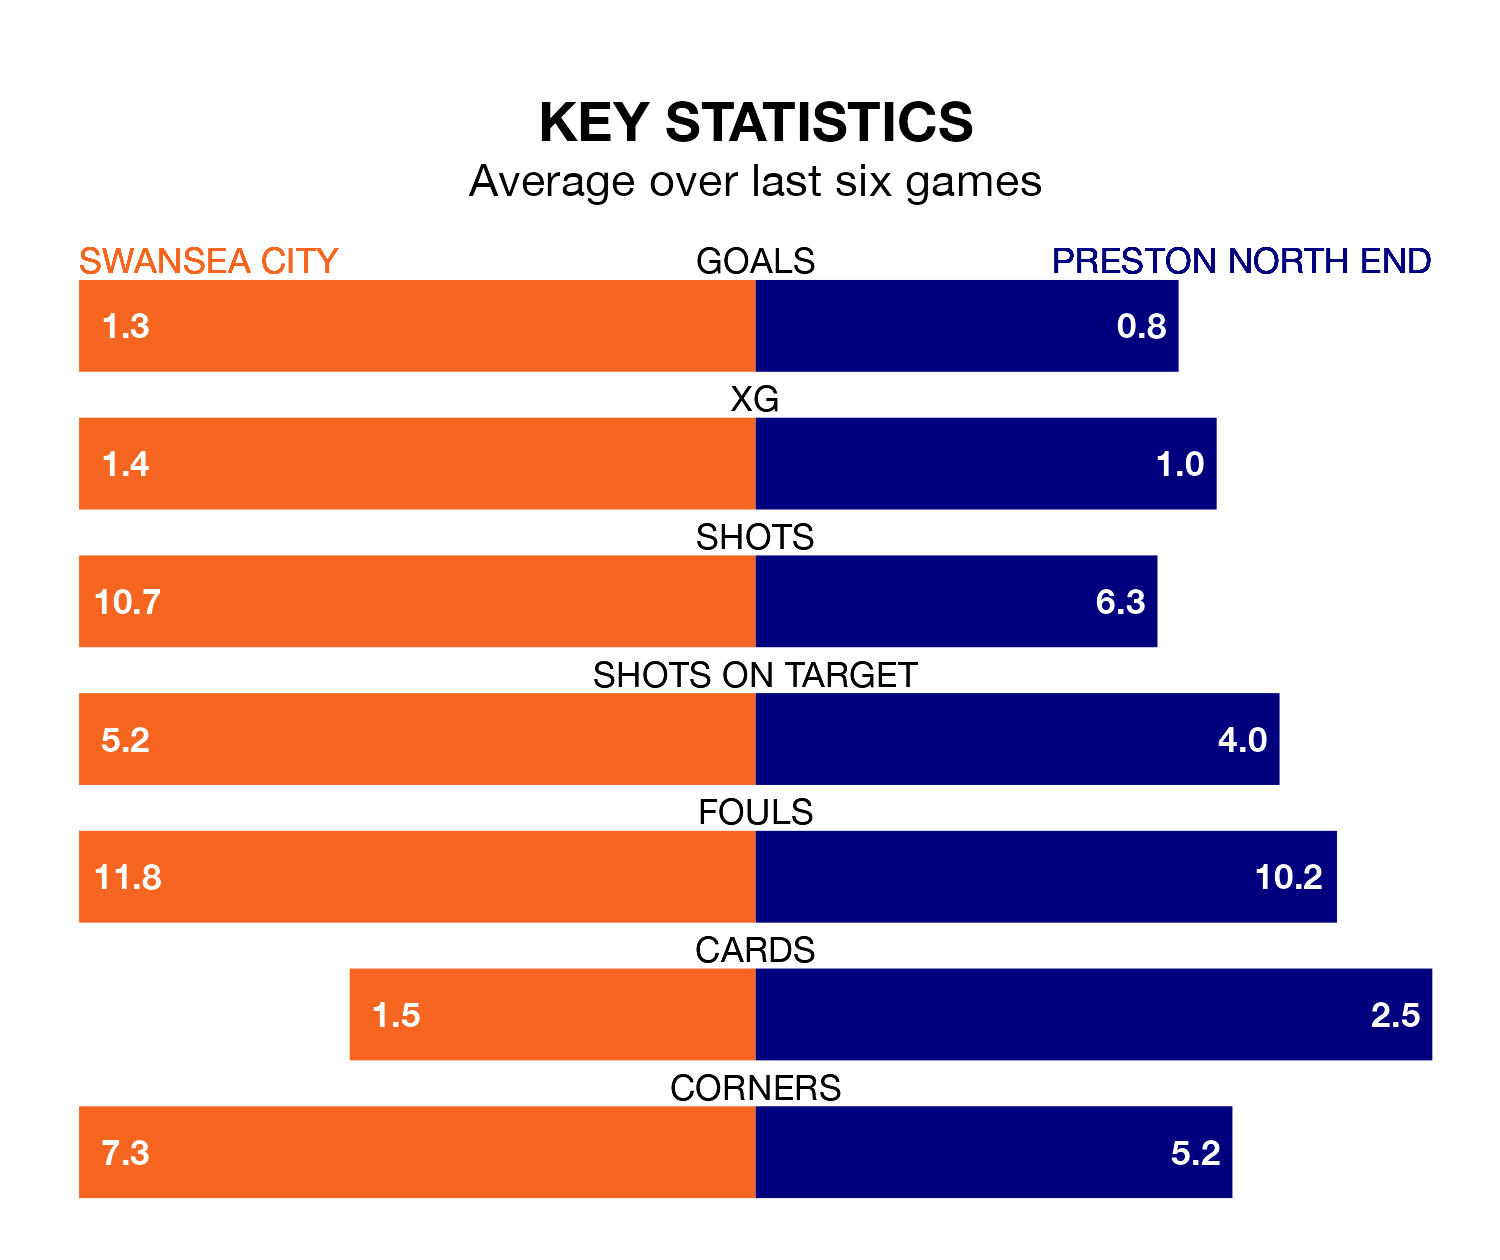 KEY STATISTICS
Average over last six games
SWANSEA CITY GOALS PRESTON NORTH END
1.3 0.8
XG
1.4 1.0
SHOTS
10.7 6.3
SHOTS ON TARGET
5.2 4.0
FOULS
11.8 10.2
CARDS
1.5 2.5
CORNERS
7.3 5.2